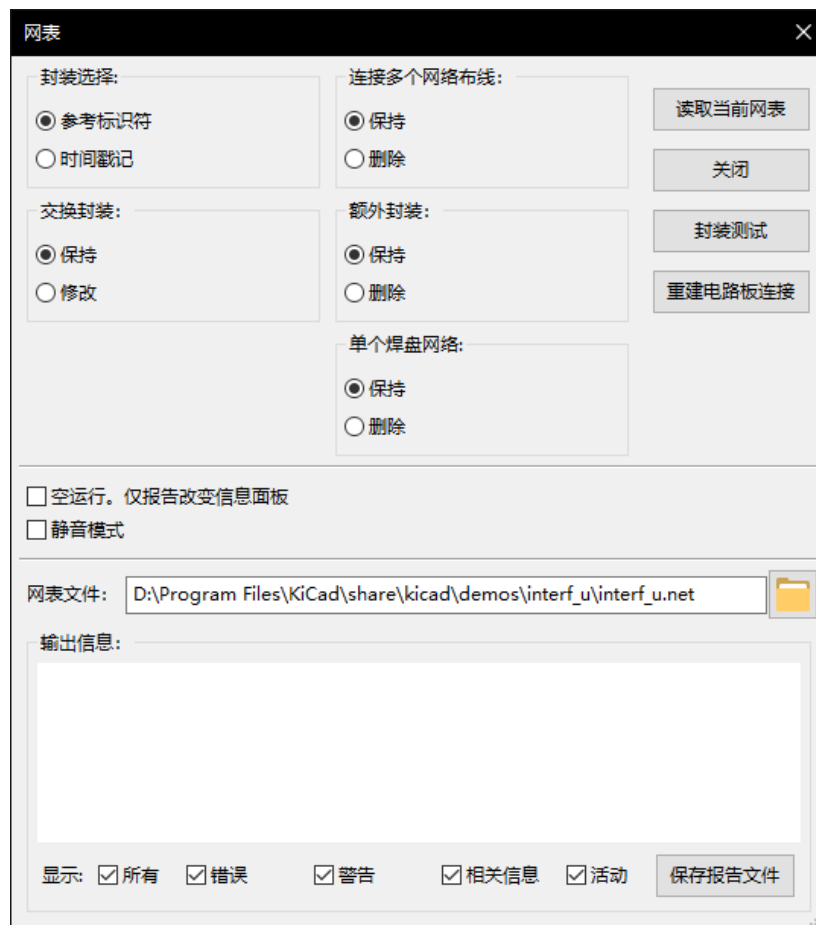 网表
封装选择:
参考标识符
时间戳记
连接多个网络布线:
保持
删除
读取当前网表
关闭
封装测试
重建电路板连接
交换封装:
保持
修改
额外封装:
保持
删除
单个焊盘网络:
保持
删除
空运行。仅报告改变信息面板
静音模式
网表文件: D:\Program Files\KiCad\share\kicad\demos\interf_u\interf_u.net
输出信息:
显示: 所有 错误 警告 相关信息 活动 保存报告文件